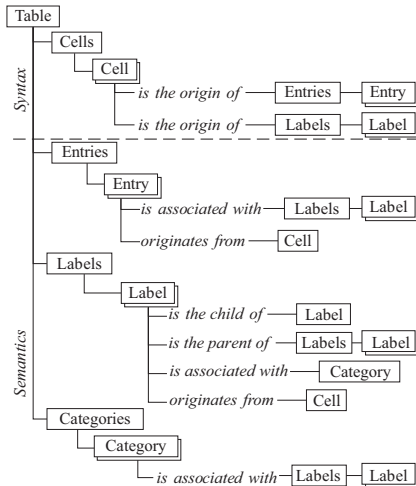 Table
Cells
Cell
is the origin of Entries Entry
is the origin of Labels Label
Syntax
Entries
Entry
is associated with Labels Label
originates from Cell
Labels
Label
is the child of Label
is the parent of Labels Label
is associated with Category
originates from Cell
Semantics
Categories
Category
is associated with Labels Label